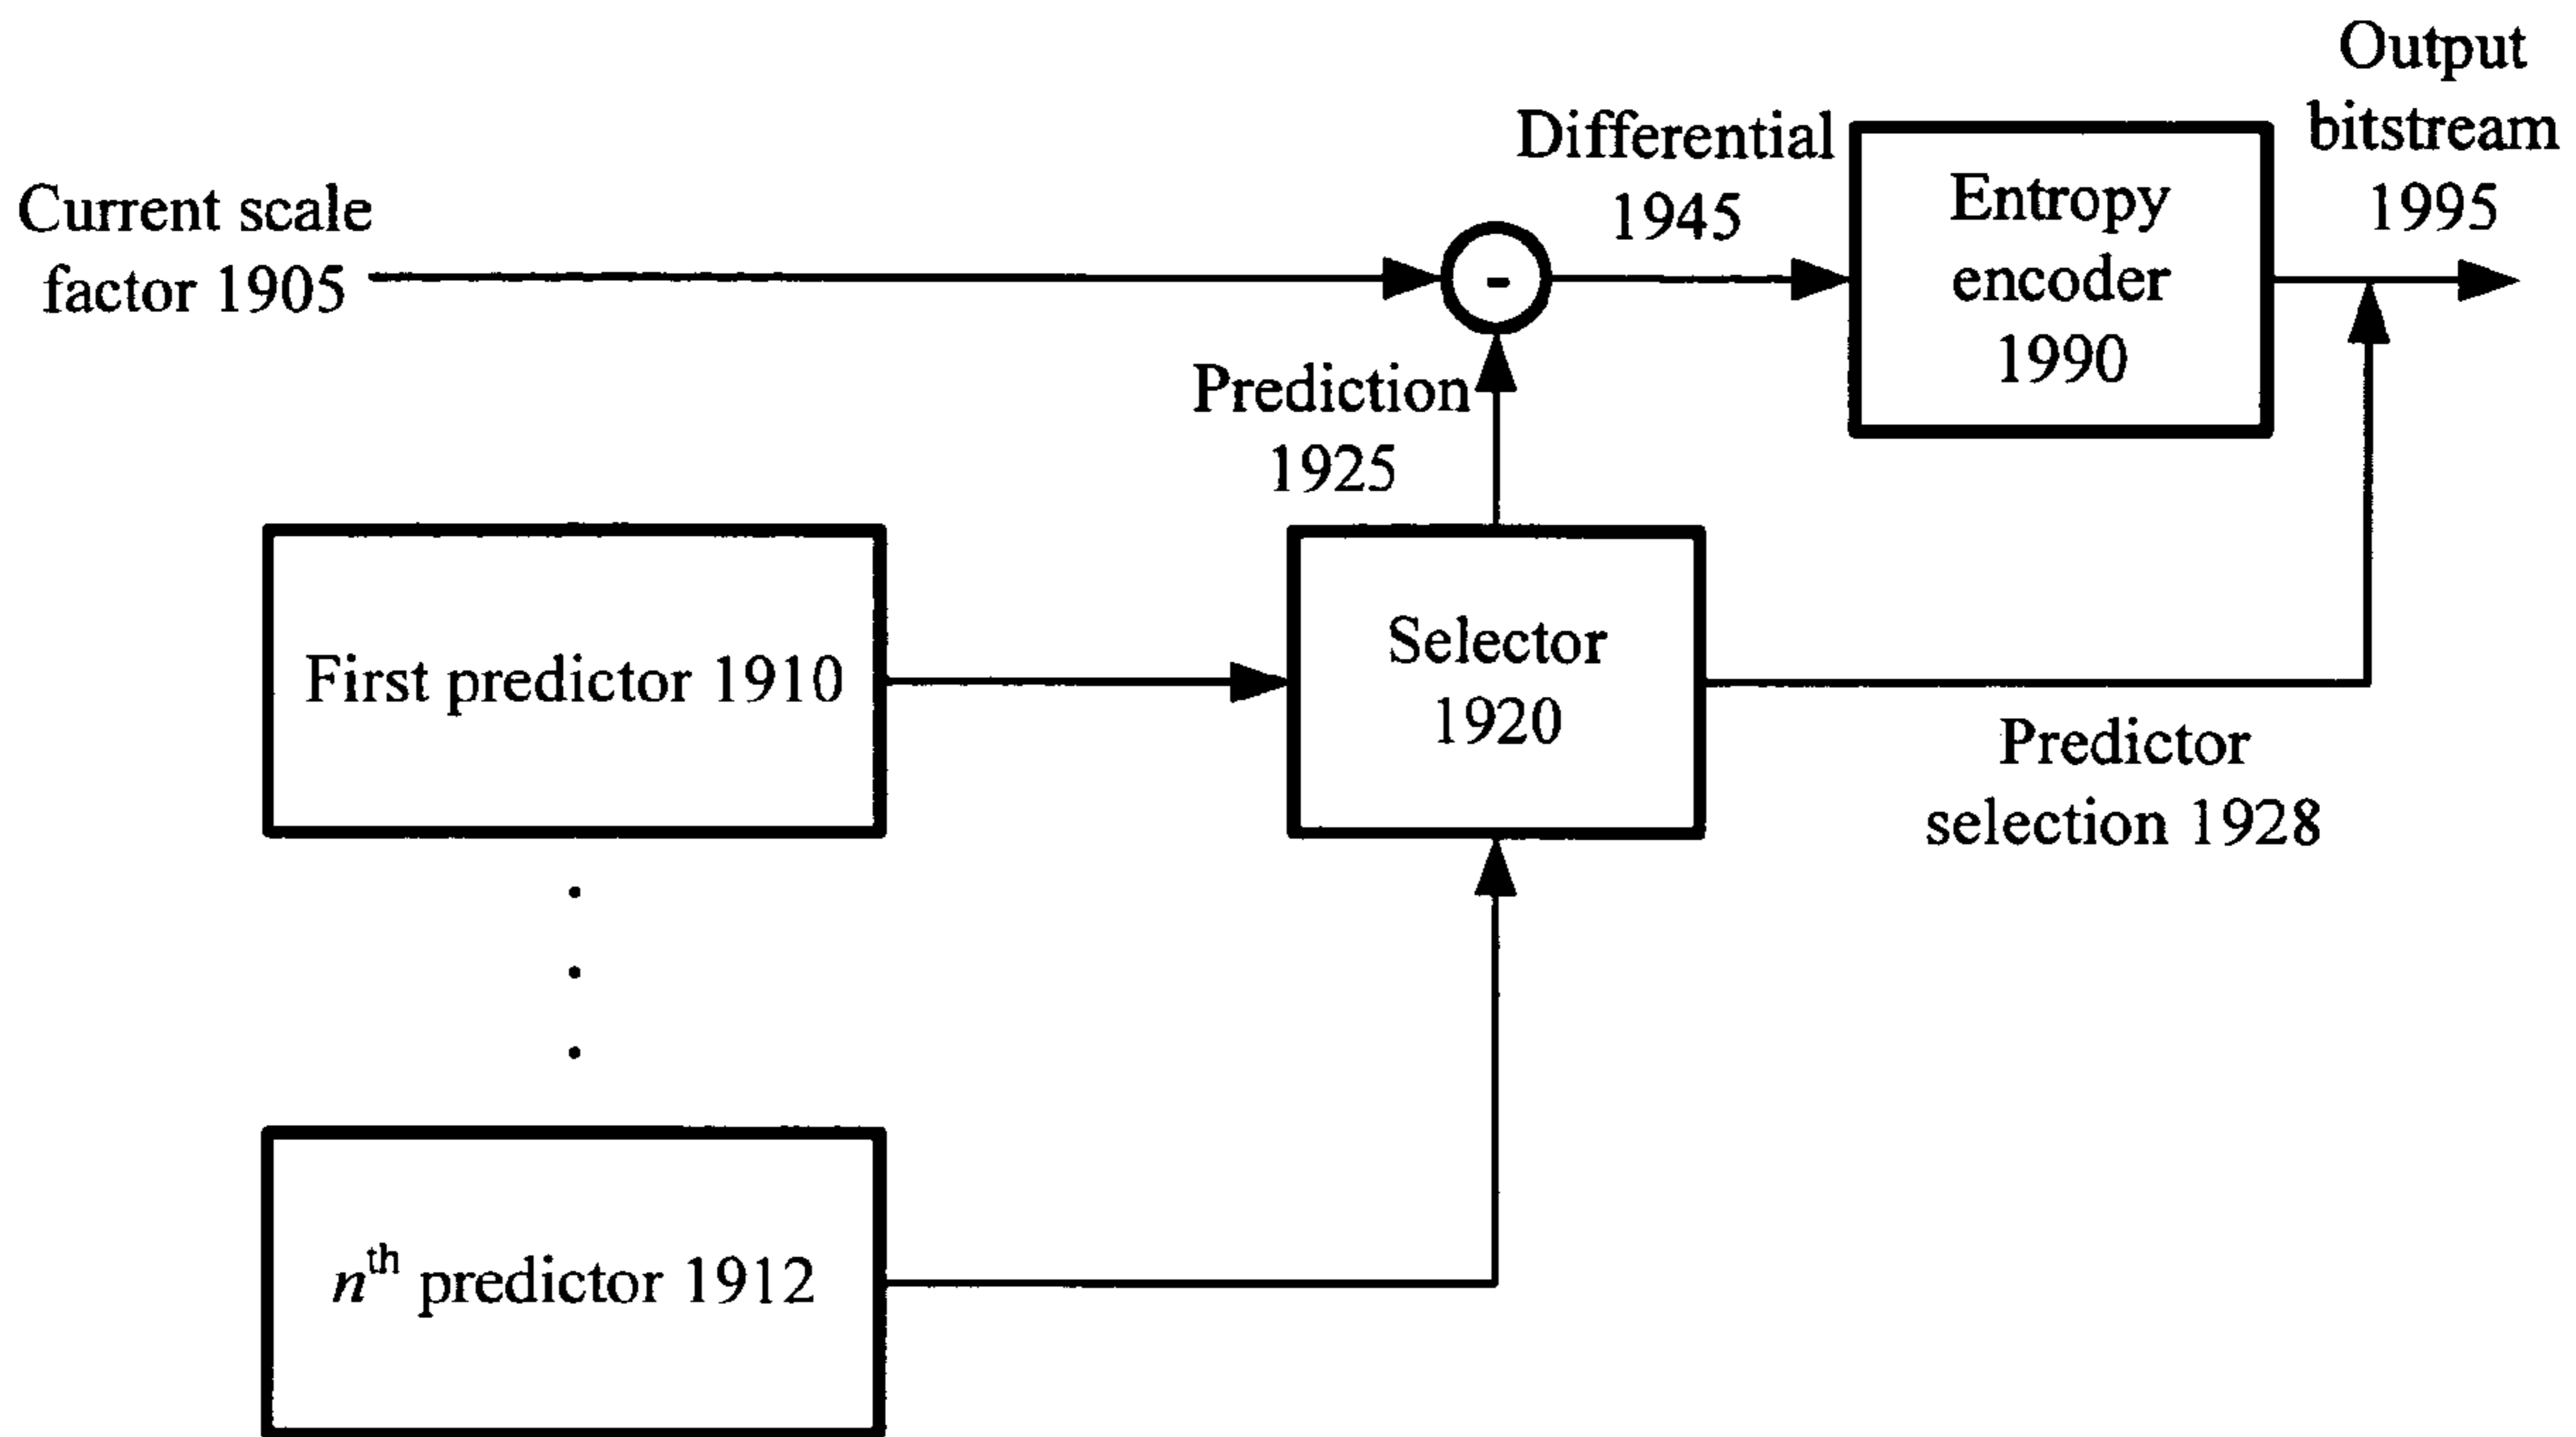 Output
bitstream
1995
Differential
1945
Entropy
encoder
1990
Current scale
factor 1905
-
Prediction
1925
First predictor 1910
Selector
1920
Predictor
selection 1928
.
.
.
nth predictor 1912